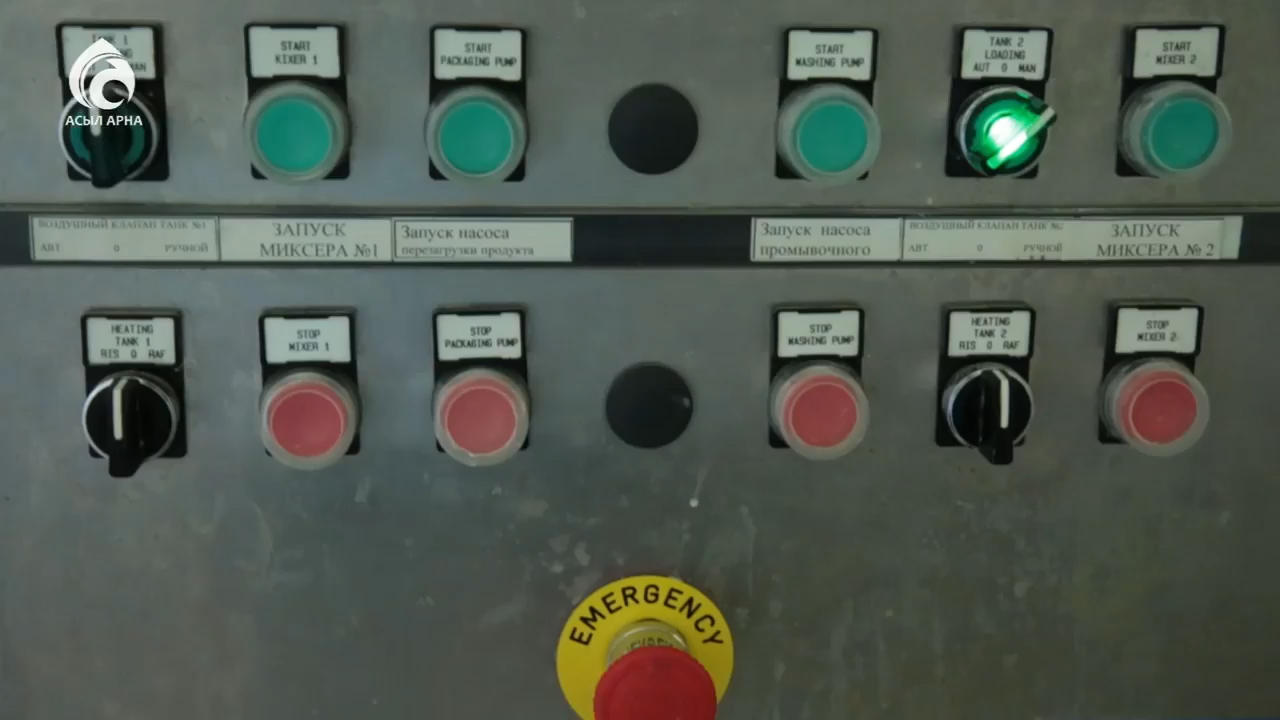 TANK 1
MAN
START
KIXER 1
START
PACKAGING PUMP
START
WASHING PUMP
TANK 2
LOADING
AUT 0 MAN
START
MIXER 2
АСЫЛ АРНА
ВОЗДУШНЫЙ КЛАПАН ТАНК №1
АВТ 0 РУЧНОЙ
ЗАПУСК
МИКСЕРА №1
Запуск насоса
перезагрузки продукта
Запуск насоса
промывочного
ВОЗДУШНЫЙ КЛАПАН ТАНК №
АВТ 0 РУЧНОЙ
ЗАПУСК
МИКСЕРА № 2
HEATING
TANK 1
RIS 0 RAF
STOP
MIXER 1
STOP
PACKAGING PUMP
STOP
WASHING PUMP
HEATING
TANK 2
RIS 0 RAF
STOP
MIXER 2
EMERGENCY